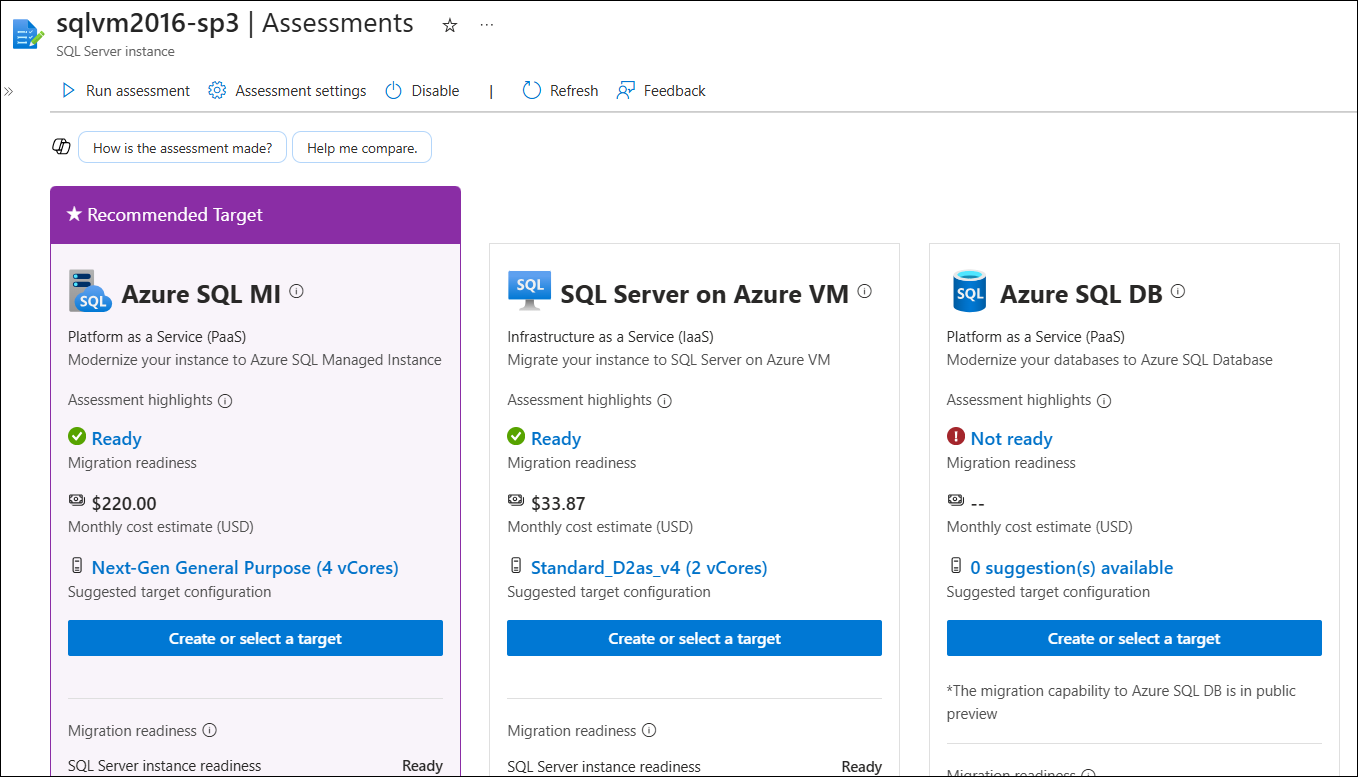 sqlvm2016-sp3 | Assessments
SQL Server instance
Run assessment
Assessment settings
Disable
|
Refresh
Feedback
How is the assessment made?
Help me compare.
Recommended Target
SQL
Azure SQL MI
Platform as a Service (PaaS)
Modernize your instance to Azure SQL Managed Instance
Assessment highlights
Ready
Migration readiness
$220.00
Monthly cost estimate (USD)
Next-Gen General Purpose (4 vCores)
Suggested target configuration
Create or select a target
Migration readiness
SQL Server instance readiness Ready
SQL
SQL Server on Azure VM
Infrastructure as a Service (IaaS)
Migrate your instance to SQL Server on Azure VM
Assessment highlights
Ready
Migration readiness
$33.87
Monthly cost estimate (USD)
Standard_D2as_v4 (2 vCores)
Suggested target configuration
Create or select a target
Migration readiness
SQL Server instance readiness Ready
SQL
Azure SQL DB
Platform as a Service (PaaS)
Modernize your databases to Azure SQL Database
Assessment highlights
Not ready
Migration readiness
--
Monthly cost estimate (USD)
0 suggestion(s) available
Suggested target configuration
Create or select a target
*The migration capability to Azure SQL DB is in public
preview
Migration readiness